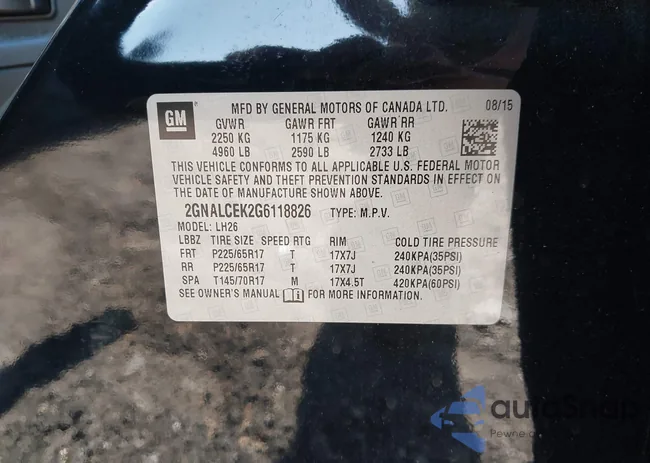 GM
MFD BY GENERAL MOTORS OF CANADA LTD. 08/15
GVWR GAWR FRT GAWR RR
2250 KG 1175 KG 1240 KG
4960 LB 2590 LB 2733 LB
THIS VEHICLE CONFORMS TO ALL APPLICABLE U.S. FEDERAL MOTOR
VEHICLE SAFETY AND THEFT PREVENTION STANDARDS IN EFFECT ON
THE DATE OF MANUFACTURE SHOWN ABOVE.
2GNALCEK2G6118826 TYPE: M.P.V.
MODEL: LH26
LBBZ TIRE SIZE SPEED RTG RIM COLD TIRE PRESSURE
FRT P225/65R17 T 17X7J 240KPA(35PSI)
RR P225/65R17 T 17X7J 240KPA(35PSI)
SPA T145/70R17 M 17X4.5T 420KPA(60PSI)
SEE OWNER'S MANUAL FOR MORE INFORMATION.
autoSnap
Pewne